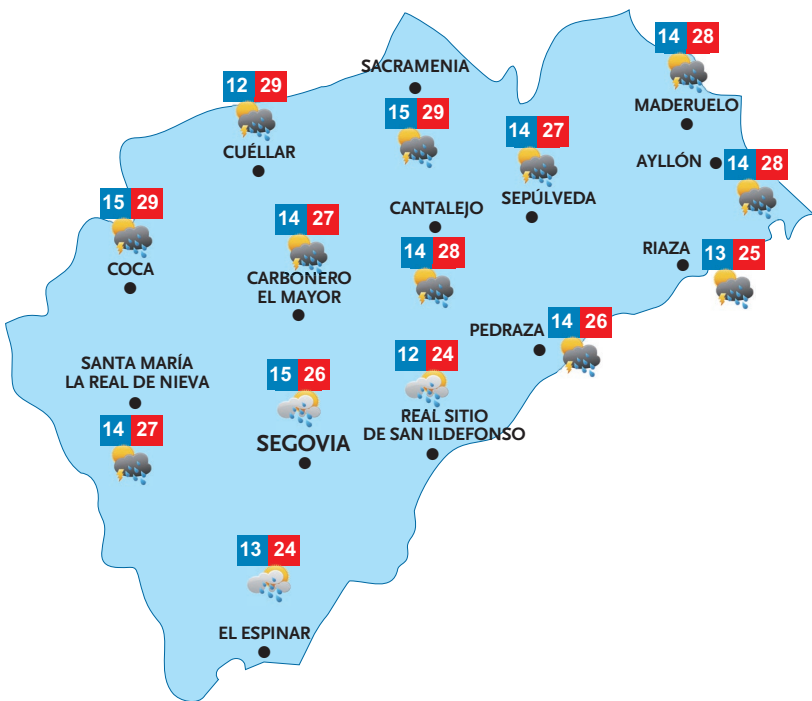 14 28
MADERUELO
SACRAMENIA
15 29
12 29
CUÉLLAR
14 27
SEPÚLVEDA
AYLLÓN
14 28
15 29
COCA
14 27
CARBONERO
EL MAYOR
CANTALEJO
14 28
RIAZA
13 25
PEDRAZA
14 26
SANTA MARÍA
LA REAL DE NIEVA
14 27
15 26
SEGOVIA
12 24
REAL SITIO
DE SAN ILDEFONSO
13 24
EL ESPINAR